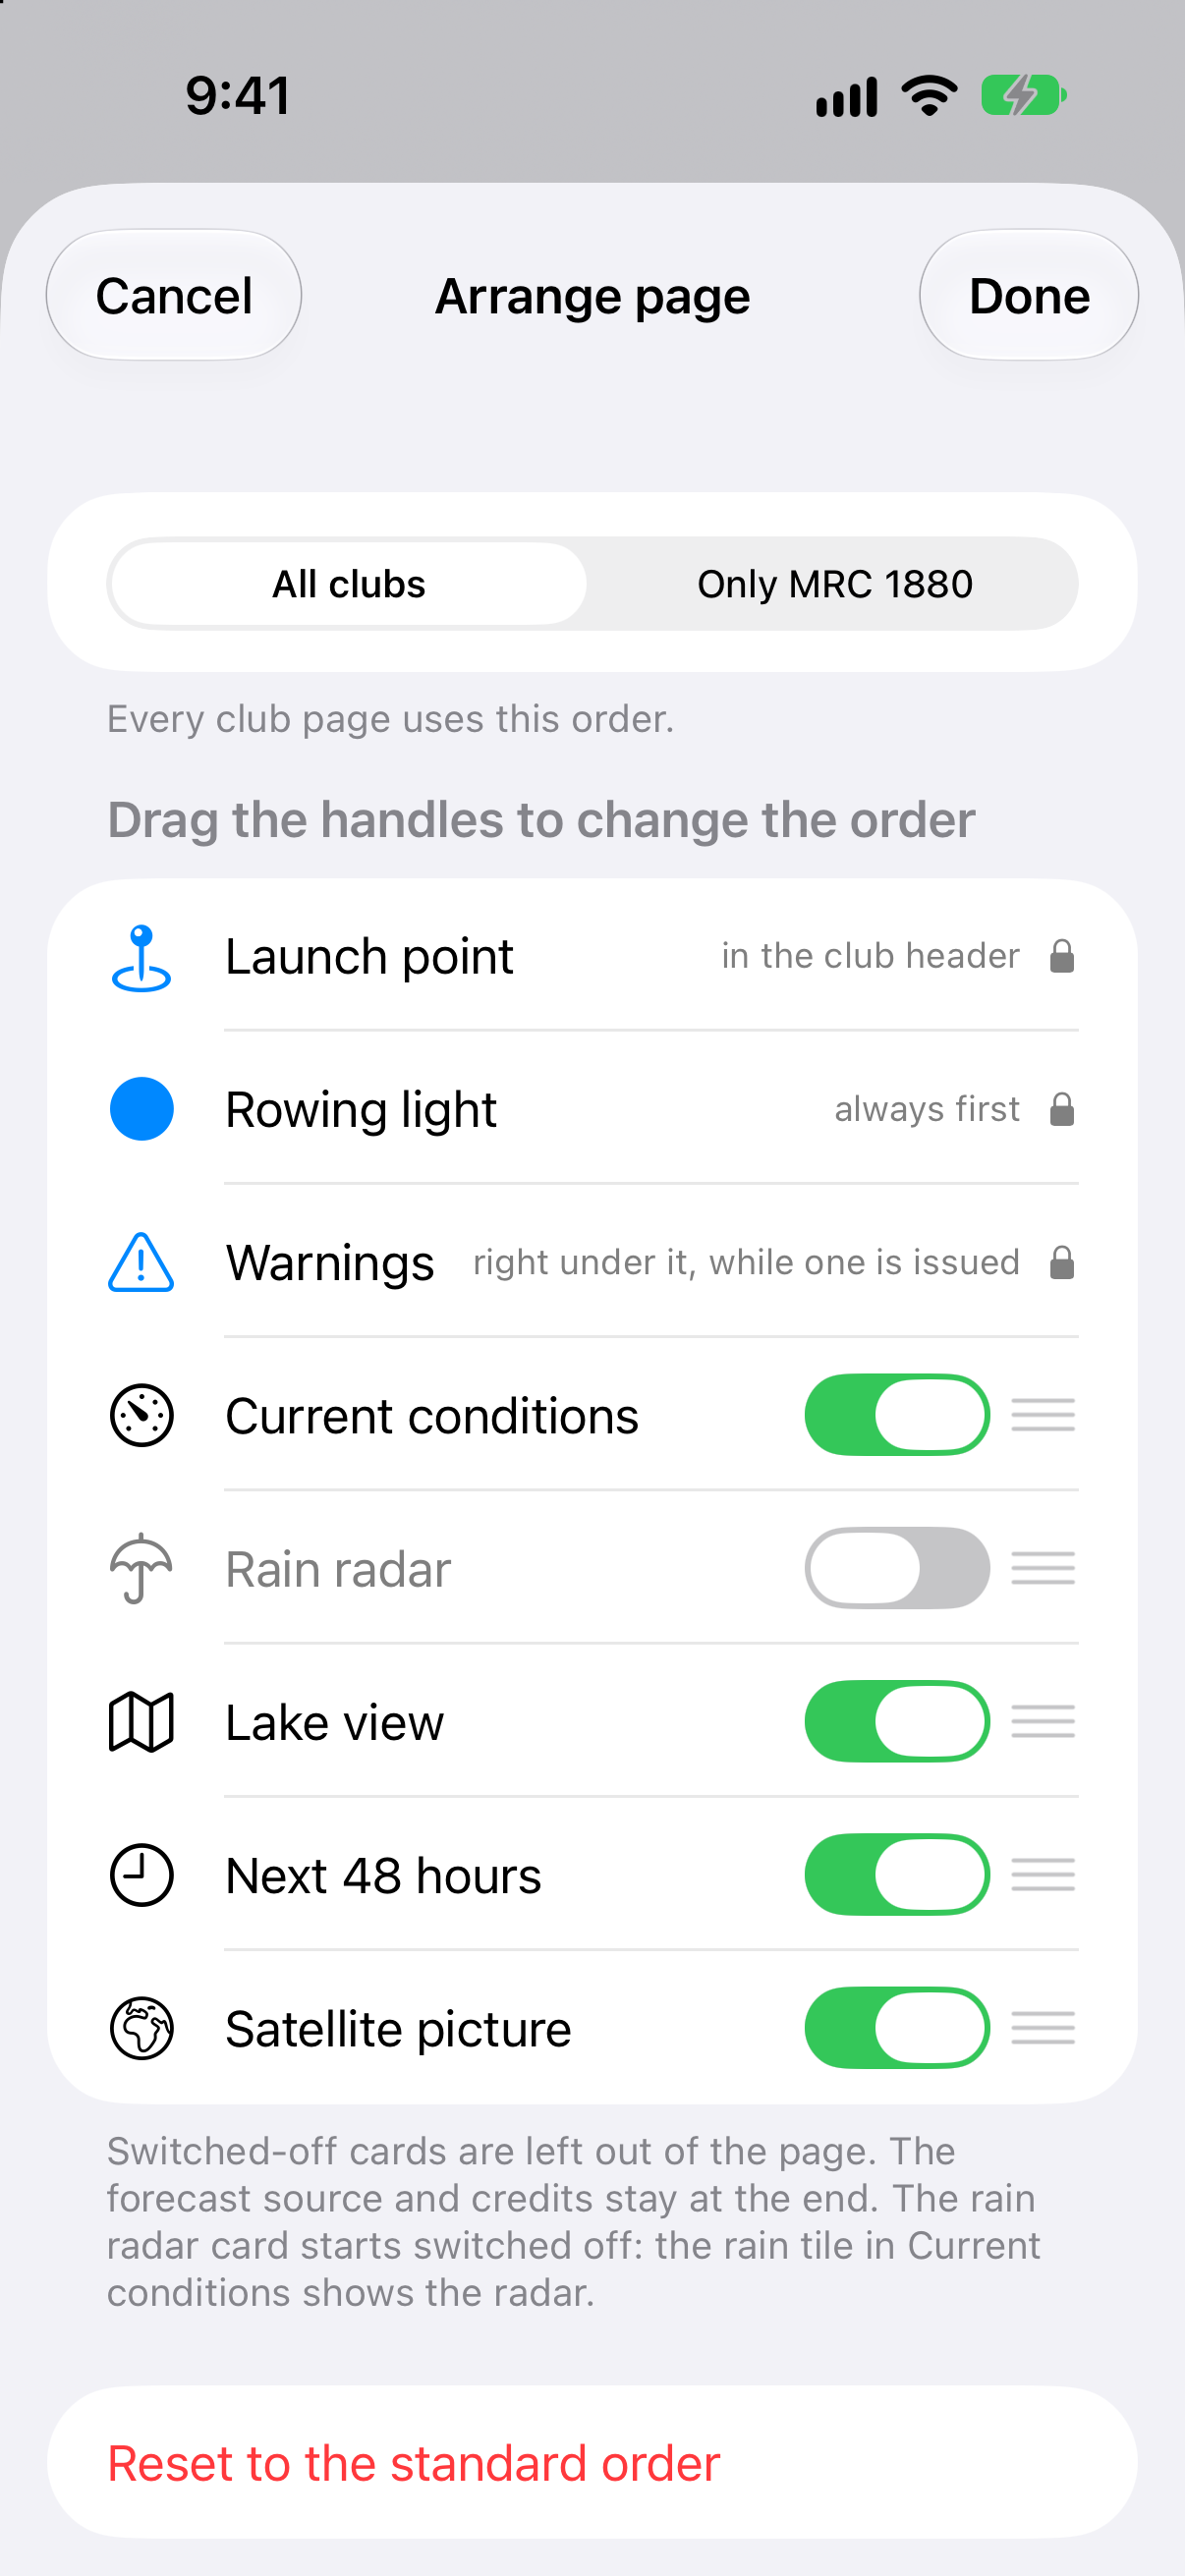 9:41
Cancel
Arrange page
Done
All clubs
Only MRC 1880
Every club page uses this order.
Drag the handles to change the order
Launch point in the club header
Rowing light always first
Warnings right under it, while one is issued
Current conditions
Rain radar
Lake view
Next 48 hours
Satellite picture
Switched-off cards are left out of the page. The
forecast source and credits stay at the end. The rain
radar card starts switched off: the rain tile in Current
conditions shows the radar.
Reset to the standard order